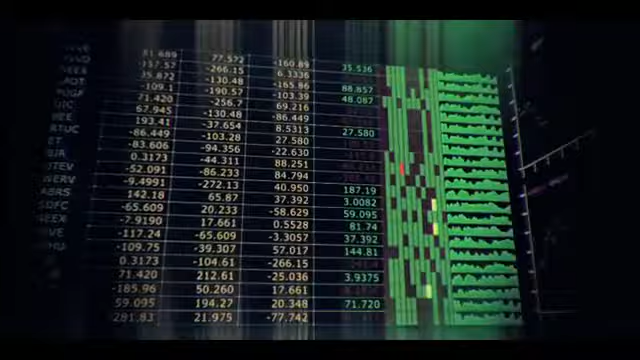 81.689 77.572 -160.89 35.536
-157.57 -266.15 6.3336
35.872 -130.48 -165.86 88.857
-109.1 -190.57 -103.39 48.087
71.420 -256.7 69.216
67.945 -130.48 -86.449
193.41 -37.654 8.5313 27.580
-86.449 -103.28 27.580
-83.606 -94.356 -22.630
0.3173 -44.311 88.251
-52.091 -86.233 84.794
-9.4991 -272.13 40.950 187.19
142.18 65.87 37.392 3.0082
-65.609 20.233 -58.629 59.095
-7.9190 17.661 0.5528 81.74
-117.24 -65.609 -3.3057 37.392
-109.75 -39.307 57.017 144.81
0.3173 -104.61 -266.15
71.420 212.61 -25.036 3.9375
-185.96 50.260 17.661
59.095 194.27 20.348 71.720
281.83 21.975 -77.742